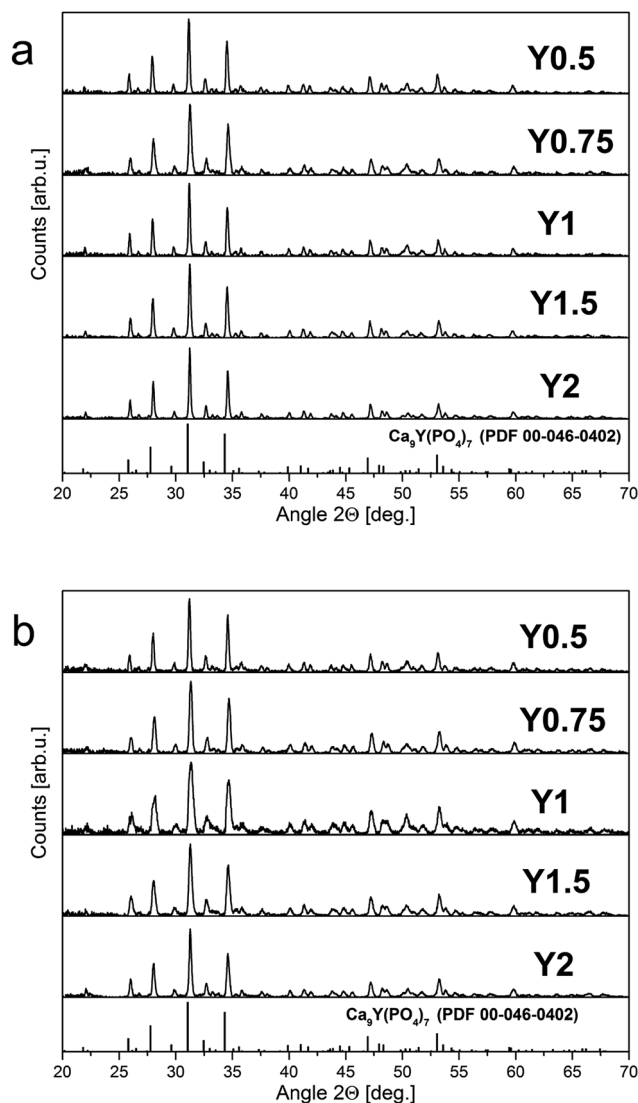 a
Y0.5
Y0.75
Y1
Y1.5
Y2
Counts [arb.u.]
Ca₉Y(PO₄)₇ (PDF 00-046-0402)
20 25 30 35 40 45 50 55 60 65 70
Angle 2Θ [deg.]
b
Y0.5
Y0.75
Y1
Y1.5
Y2
Counts [arb.u.]
Ca₉Y(PO₄)₇ (PDF 00-046-0402)
20 25 30 35 40 45 50 55 60 65 70
Angle 2Θ [deg.]